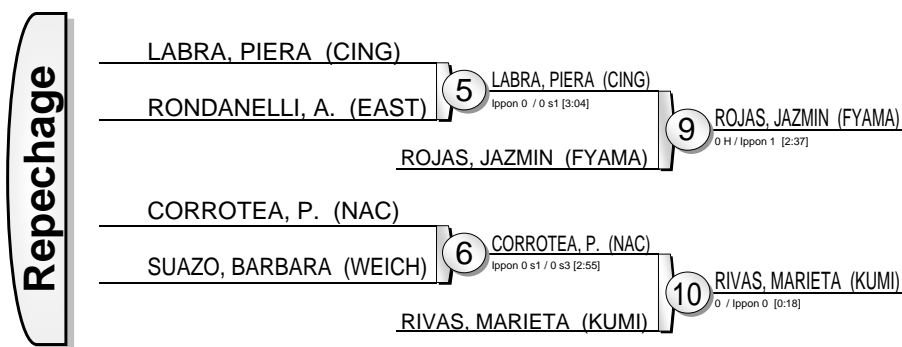 Repechage
LABRA, PIERA (CING)
RONDANELLI, A. (EAST)
5
LABRA, PIERA (CING)
Ippon 0 / 0 s1 [3:04]
ROJAS, JAZMIN (FYAMA)
9
ROJAS, JAZMIN (FYAMA)
0 H / Ippon 1 [2:37]
CORROTEA, P. (NAC)
SUAZO, BARBARA (WEICH)
6
CORROTEA, P. (NAC)
Ippon 0 s1 / 0 s3 [2:55]
RIVAS, MARIETA (KUMI)
10
RIVAS, MARIETA (KUMI)
0 / Ippon 0 [0:18]